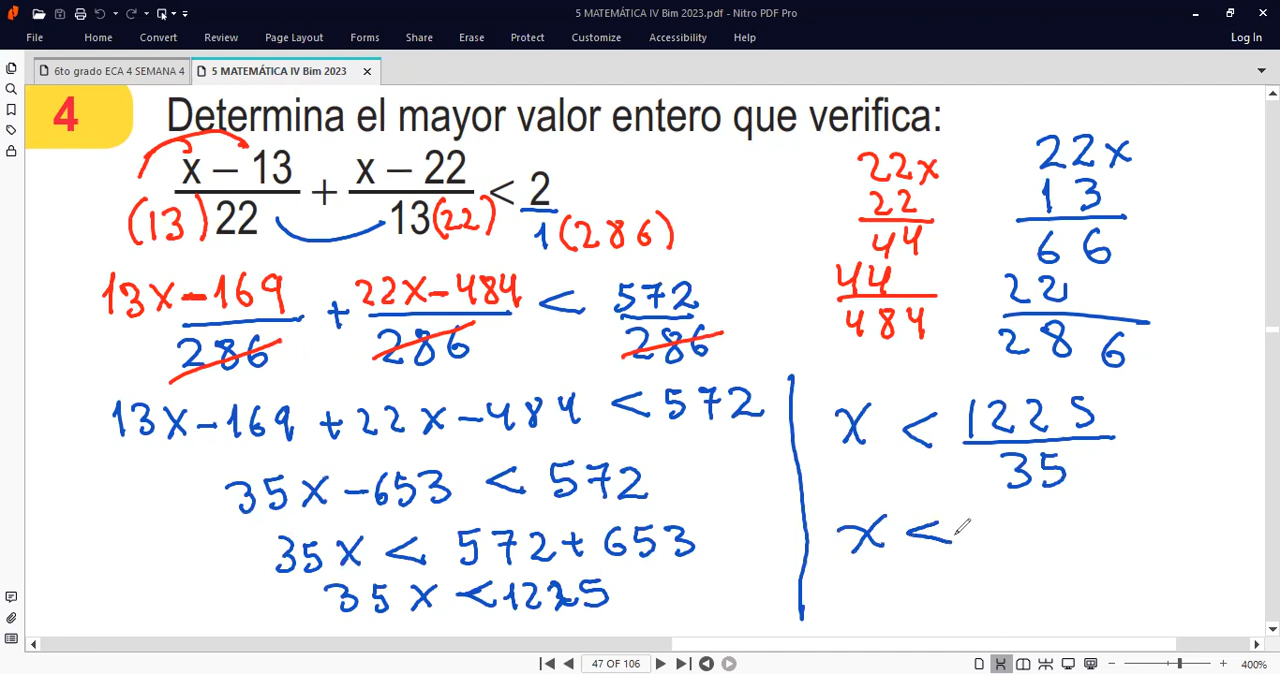 5 MATEMÁTICA IV Bim 2023.pdf - Nitro PDF Pro
File Home Convert Review Page Layout Forms Share Erase Protect Customize Accessibility Help Log In
6to grado ECA 4 SEMANA 4
5 MATEMÁTICA IV Bim 2023 ×
4 Determina el mayor valor entero que verifica:
x – 13 x – 22 2
+ <
(13) 22 13 (22) 1 (286)
13x-169 + 22x-484 < 572
286 286 286
13x-169 + 22x-484 < 572
35x-653 < 572
35x < 572+653
35x < 1225
22x
22
44
44
484
22x
13
66
22
286
x < 1225
35
x <
47 OF 106
400%